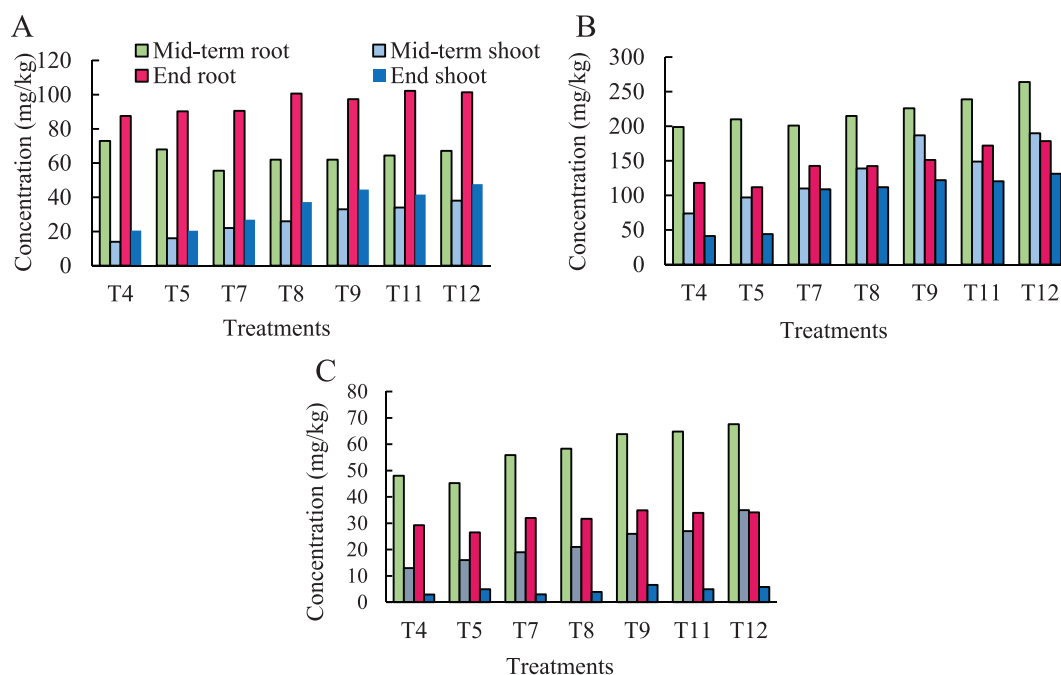 A
Mid-term root
Mid-term shoot
End root
End shoot
Concentration (mg/kg)
120
100
80
60
40
20
0
T4 T5 T7 T8 T9 T11 T12
Treatments
B
Concentration (mg/kg)
300
250
200
150
100
50
0
T4 T5 T7 T8 T9 T11 T12
Treatments
C
Concentration (mg/kg)
80
70
60
50
40
30
20
10
0
T4 T5 T7 T8 T9 T11 T12
Treatments